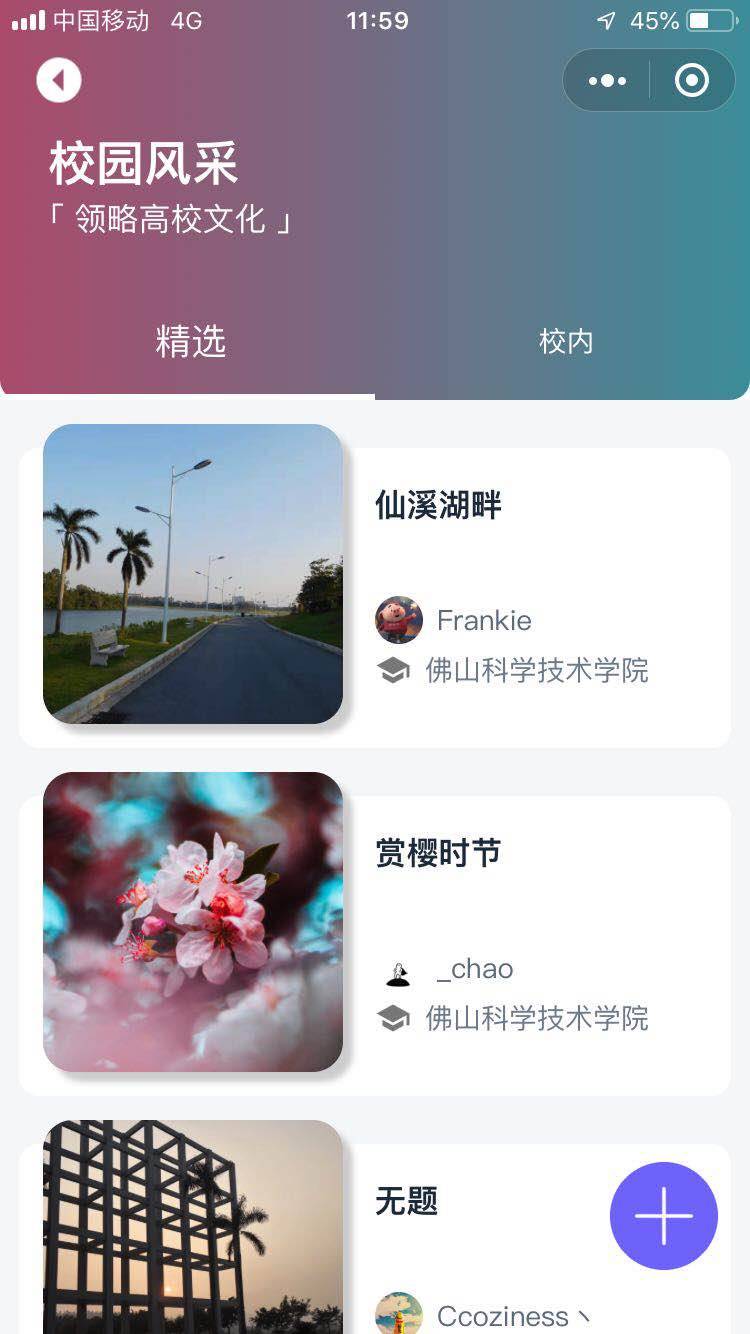 中国移动 4G 11:59 45%
校园风采
「 领略高校文化 」
精选 校内
仙溪湖畔
Frankie
佛山科学技术学院
赏樱时节
_chao
佛山科学技术学院
无题
Ccoziness丶